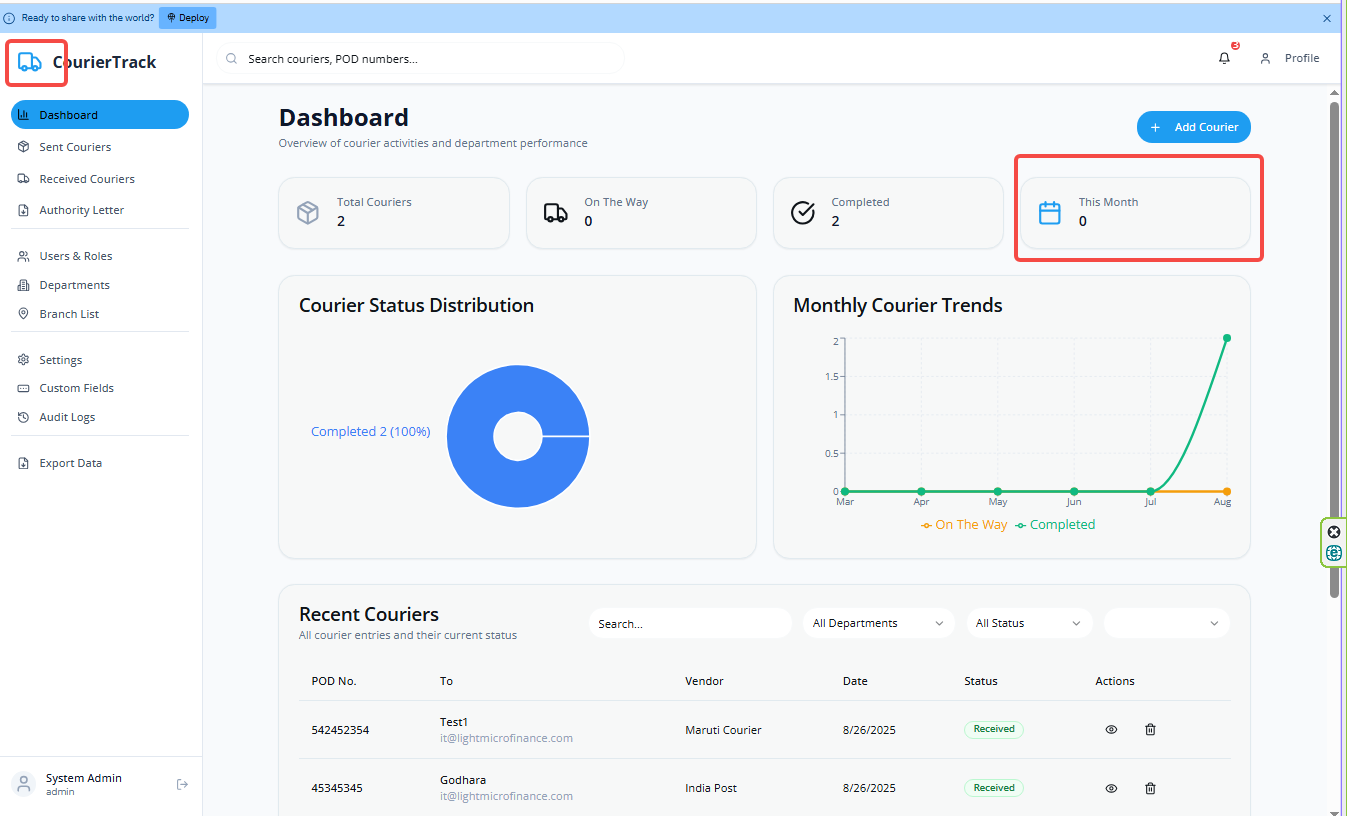 Ready to share with the world? Deploy
CourierTrack
Search couriers, POD numbers...
3
Profile
Dashboard
Sent Couriers
Received Couriers
Authority Letter
Users & Roles
Departments
Branch List
Settings
Custom Fields
Audit Logs
Export Data
System Admin
admin
Dashboard
Overview of courier activities and department performance
Add Courier
Total Couriers
2
On The Way
0
Completed
2
This Month
0
Courier Status Distribution
Completed 2 (100%)
Monthly Courier Trends
2
1.5
1
0.5
0
Mar Apr May Jun Jul Aug
On The Way Completed
Recent Couriers
All courier entries and their current status
Search... All Departments All Status
POD No. To Vendor Date Status Actions
542452354 Test1 Maruti Courier 8/26/2025 Received
it@lightmicrofinance.com
45345345 Godhara India Post 8/26/2025 Received
it@lightmicrofinance.com